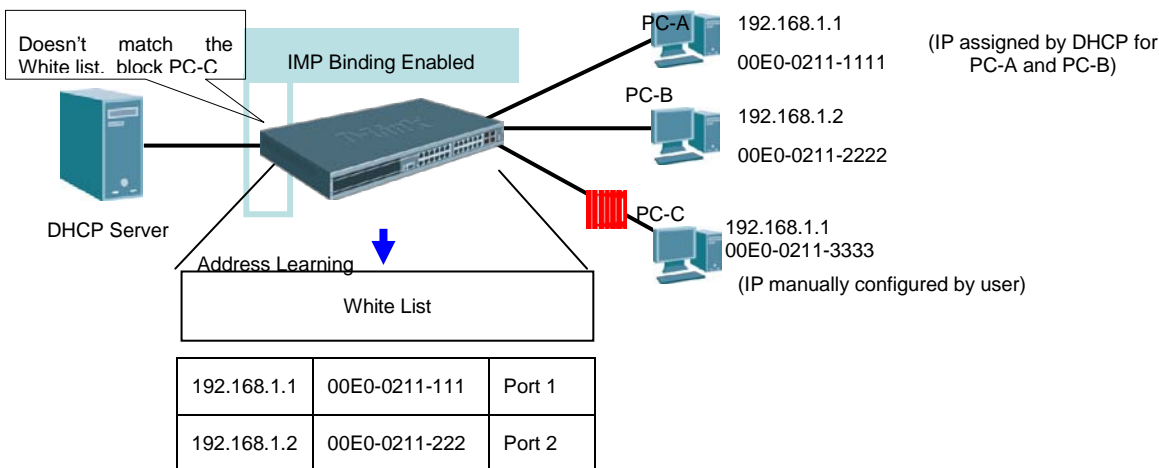 Doesn't match the
White list, block PC-C
IMP Binding Enabled
PC-A
192.168.1.1
00E0-0211-1111
(IP assigned by DHCP for
PC-A and PC-B)
PC-B
192.168.1.2
00E0-0211-2222
D-Link
DHCP Server
PC-C
192.168.1.1
00E0-0211-3333
(IP manually configured by user)
Address Learning
White List
192.168.1.1 00E0-0211-111 Port 1
192.168.1.2 00E0-0211-222 Port 2